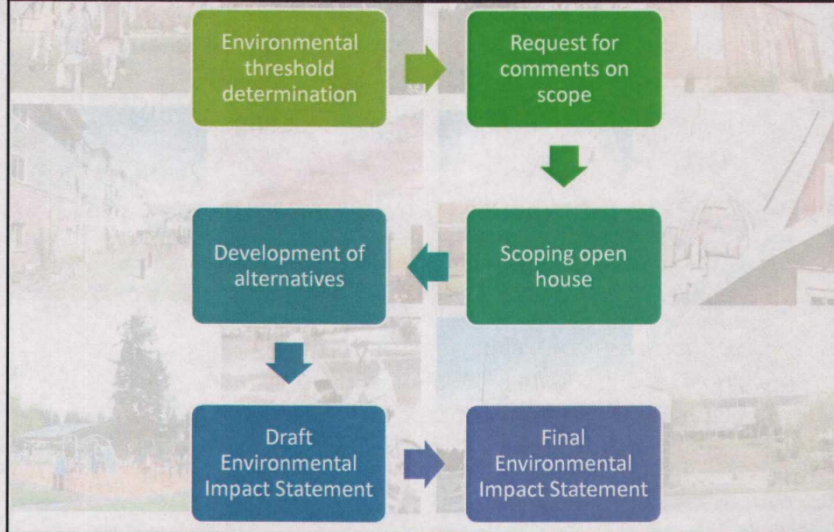 Environmental
threshold
determination
Request for
comments on
scope
Scoping open
house
Development of
alternatives
Draft
Environmental
Impact Statement
Final
Environmental
Impact Statement